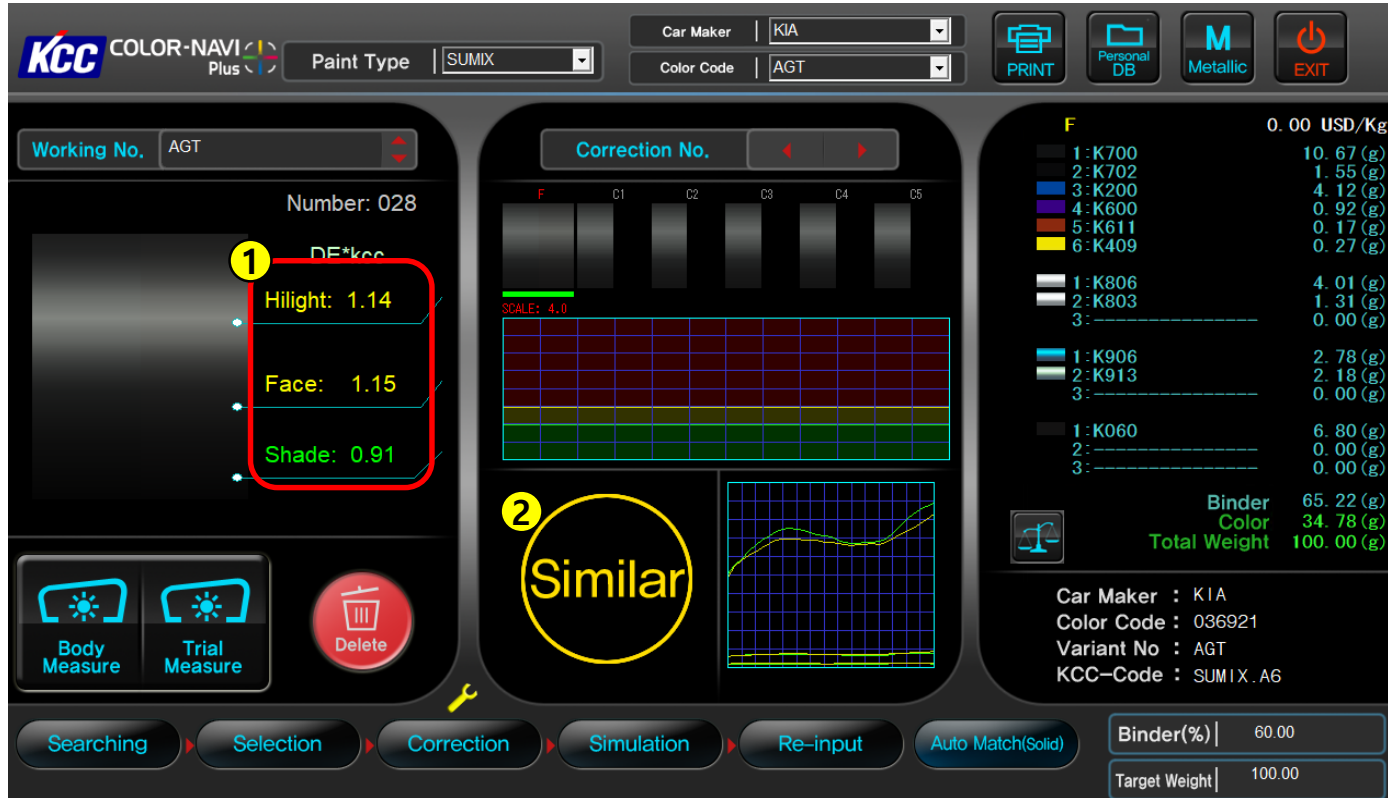 KCC COLOR-NAVI Plus
Paint Type SUMIX
Car Maker KIA
Color Code AGT
PRINT
Personal DB
M Metallic
EXIT
Working No. AGT
Number: 028
DE*kcc
1
Hilight: 1.14
Face: 1.15
Shade: 0.91
Body Measure
Trial Measure
Delete
Correction No.
F C1 C2 C3 C4 C5
SCALE: 4.0
2
Similar
F 0.00 USD/Kg
1:K700 10.67(g)
2:K702 1.55(g)
3:K200 4.12(g)
4:K600 0.92(g)
5:K611 0.17(g)
6:K409 0.27(g)
1:K806 4.01(g)
2:K803 1.31(g)
3:--------------- 0.00(g)
1:K906 2.78(g)
2:K913 2.18(g)
3:--------------- 0.00(g)
1:K060 6.80(g)
2:--------------- 0.00(g)
3:--------------- 0.00(g)
Binder 65.22(g)
Color 34.78(g)
Total Weight 100.00(g)
Car Maker : KIA
Color Code : 036921
Variant No : AGT
KCC-Code : SUMIX.A6
Searching
Selection
Correction
Simulation
Re-input
Auto Match(Solid)
Binder(%) 60.00
Target Weight 100.00